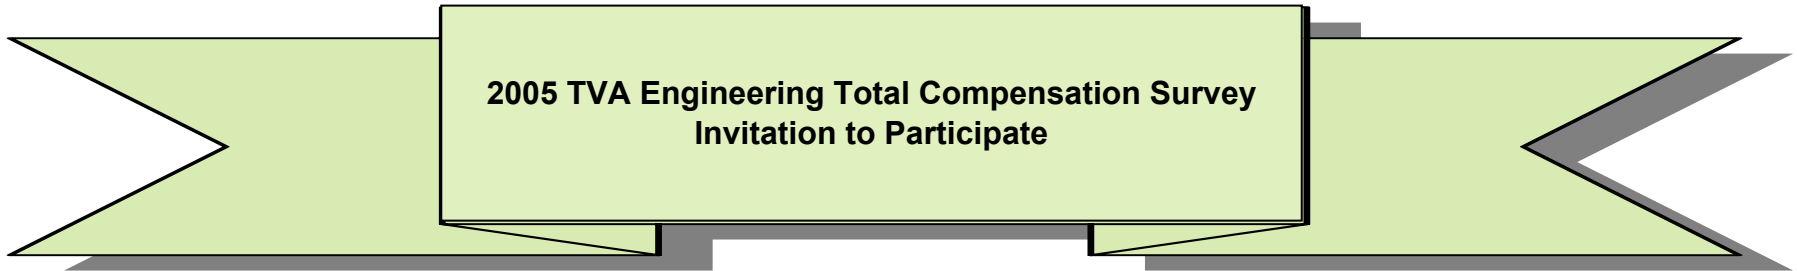 2005 TVA Engineering Total Compensation Survey
Invitation to Participate